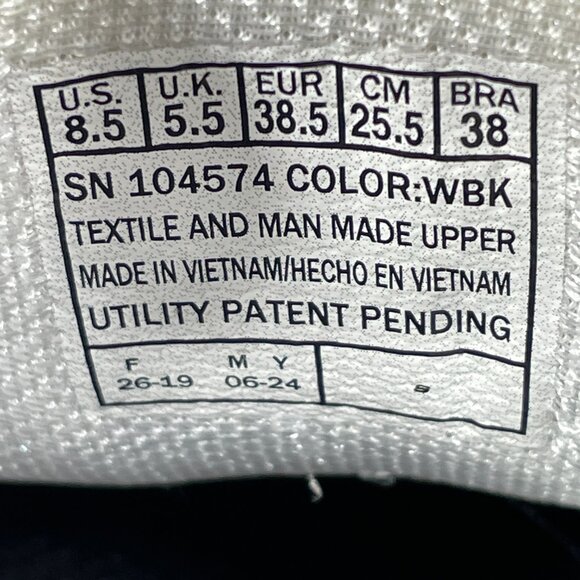 U.S. U.K. EUR CM BRA
8.5 5.5 38.5 25.5 38
SN 104574 COLOR:WBK
TEXTILE AND MAN MADE UPPER
MADE IN VIETNAM/HECHO EN VIETNAM
UTILITY PATENT PENDING
F M Y
26-19 06-24